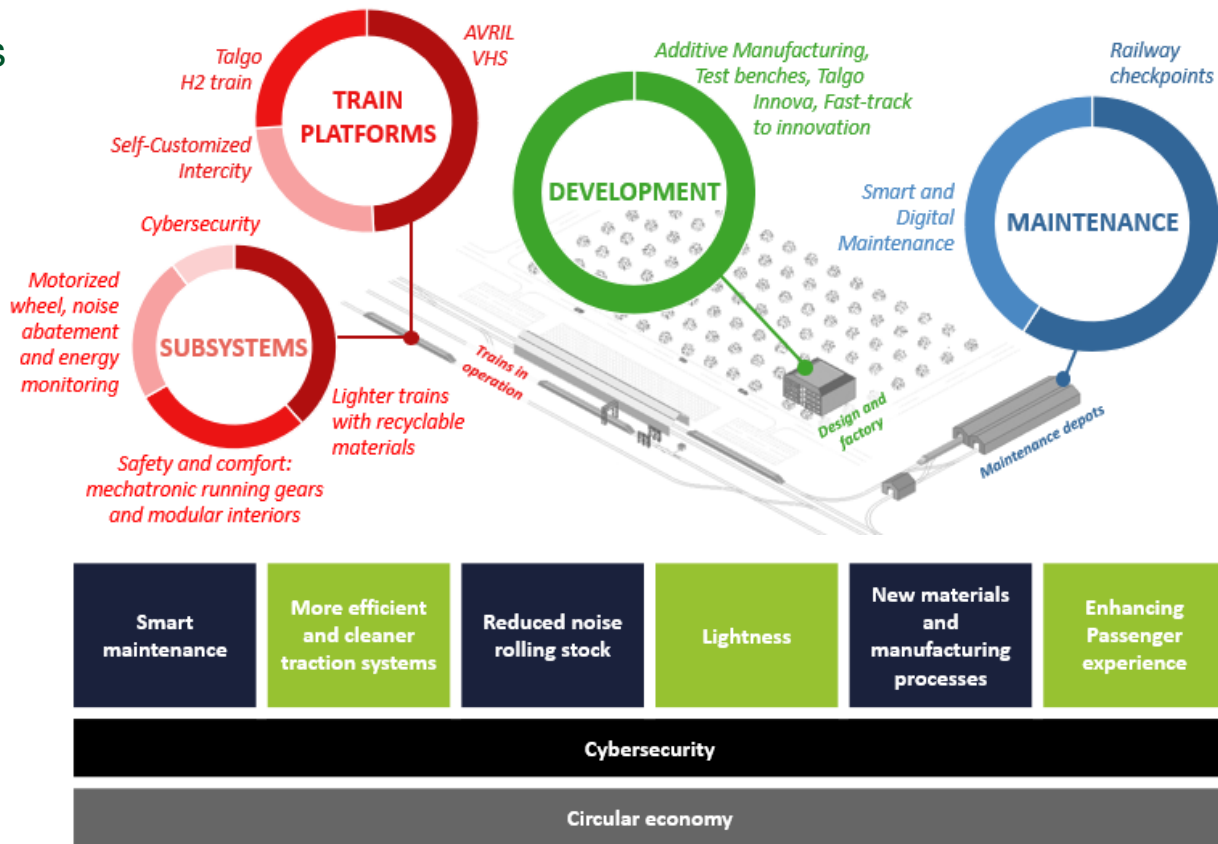 s
Talgo
H2 train
AVRIL
VHS
TRAIN
PLATFORMS
Self-Customized
Intercity
Cybersecurity
Motorized
wheel, noise
abatement
and energy
monitoring
SUBSYSTEMS
Lighter trains
with recyclable
materials
Safety and comfort:
mechatronic running gears
and modular interiors
Trains in
operation
Additive Manufacturing,
Test benches, Talgo
Innova, Fast-track
to innovation
DEVELOPMENT
Design and
factory
Railway
checkpoints
Smart and
Digital
Maintenance
MAINTENANCE
Maintenance depots
Smart
maintenance
More efficient
and cleaner
traction systems
Reduced noise
rolling stock
Lightness
New materials
and
manufacturing
processes
Enhancing
Passenger
experience
Cybersecurity
Circular economy